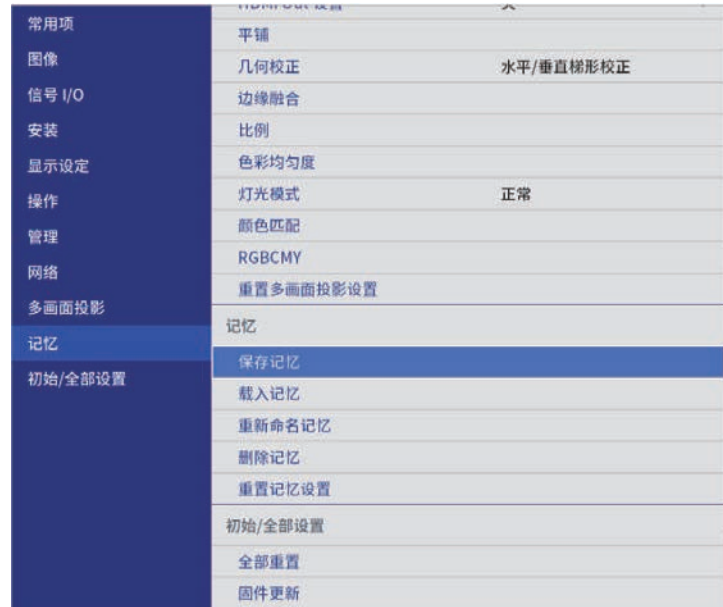 常用项
图像
信号 I/O
安装
显示设定
操作
管理
网络
多画面投影
记忆
初始/全部设置
平铺
几何校正 水平/垂直梯形校正
边缘融合
比例
色彩均匀度
灯光模式 正常
颜色匹配
RGBCMY
重置多画面投影设置
记忆
保存记忆
载入记忆
重新命名记忆
删除记忆
重置记忆设置
初始/全部设置
全部重置
固件更新